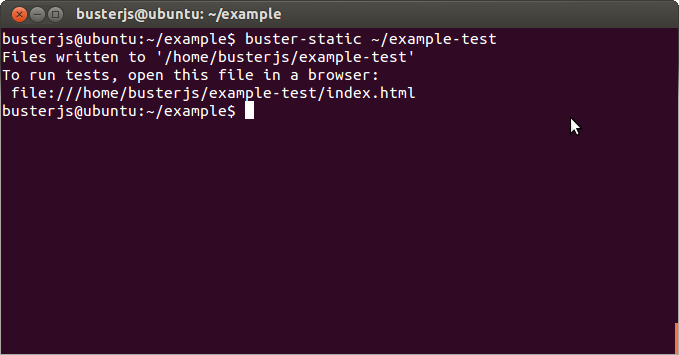 busterjs@ubuntu: ~/example
busterjs@ubuntu:~/example$ buster-static ~/example-test
Files written to '/home/busterjs/example-test'
To run tests, open this file in a browser:
 file:///home/busterjs/example-test/index.html
busterjs@ubuntu:~/example$